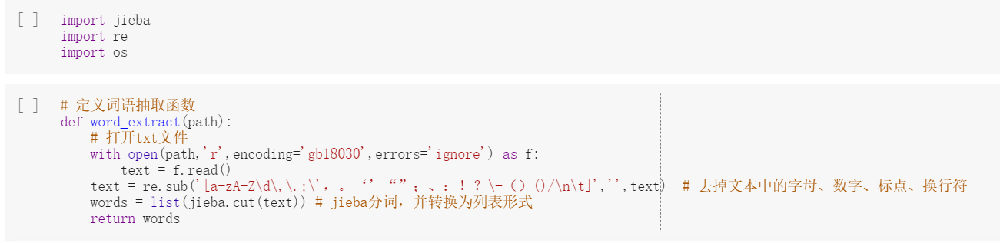 [ ] import jieba
import re
import os
[ ] # 定义词语抽取函数
def word_extract(path):
    # 打开txt文件
    with open(path,'r',encoding='gb18030',errors='ignore') as f:
        text = f.read()
    text = re.sub('[a-zA-Z\d\,\.;\'，。‘’“”；、：！？\-（）()/\n\t]','',text)  # 去掉文本中的字母、数字、标点、换行符
    words = list(jieba.cut(text)) # jieba分词，并转换为列表形式
    return words